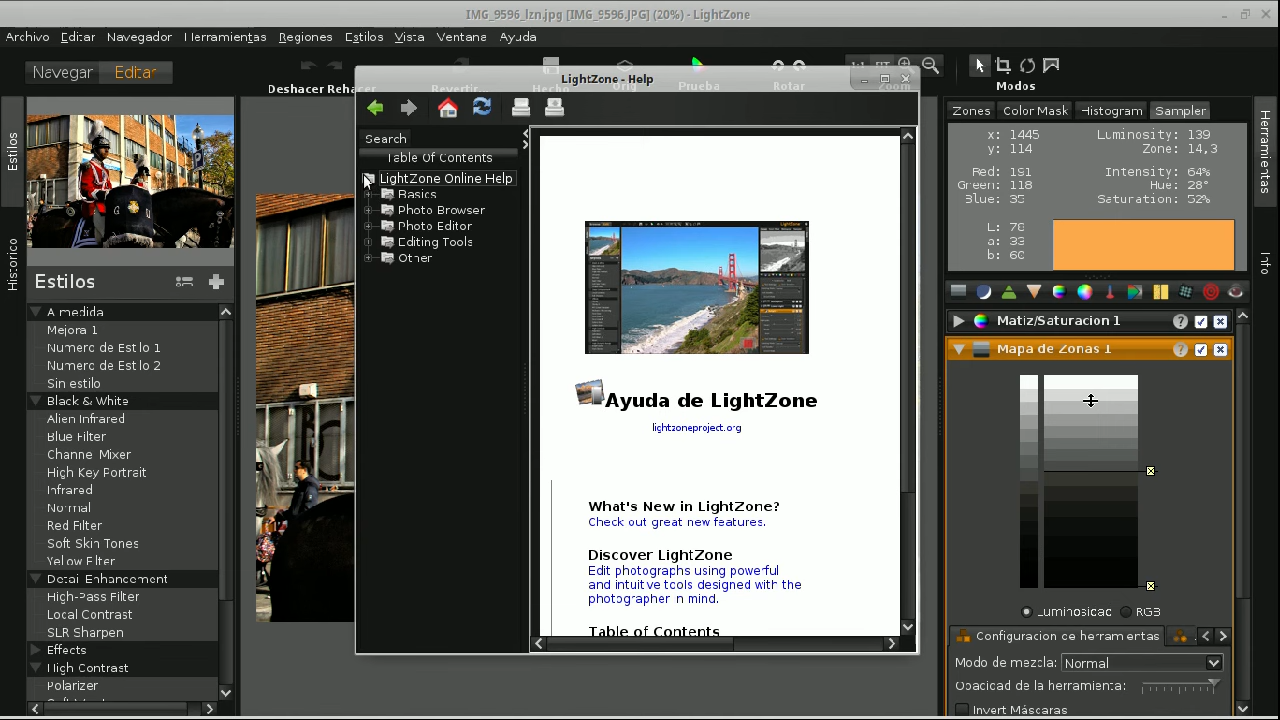 IMG_9596_lzn.jpg [IMG_9596.JPG] (20%) - LightZone
Archivo Editar Navegador Herramientas Regiones Estilos Vista Ventana Ayuda
Navegar Editar
Deshacer Rehacer Revertir... Hecho Orig Prueba Rotar Zoom Modos
LightZone - Help
Search
Table Of Contents
LightZone Online Help
Basics
Photo Browser
Photo Editor
Editing Tools
Other
Ayuda de LightZone
lightzoneproject.org
What's New in LightZone?
Check out great new features.
Discover LightZone
Edit photographs using powerful
and intuitive tools designed with the
photographer in mind.
Table of Contents
Estilos
Historico
Estilos
A Medida
Mejora 1
Numero de Estilo 1
Numero de Estilo 2
Sin estilo
Black & White
Alien Infrared
Blue Filter
Channel Mixer
High Key Portrait
Infrared
Normal
Red Filter
Soft Skin Tones
Yellow Filter
Detail Enhancement
High-Pass Filter
Local Contrast
SLR Sharpen
Effects
High Contrast
Polarizer
Zones Color Mask Histogram Sampler
x: 1445 Luminosity: 139
y: 114 Zone: 14,3
Red: 191 Intensity: 64%
Green: 118 Hue: 28°
Blue: 35 Saturation: 52%
L: 70
a: 33
b: 60
Herramientas
Info
Matiz/Saturacion 1
Mapa de Zonas 1
Luminosidad RGB
Configuracion de herramientas
Modo de mezcla: Normal
Opacidad de la herramienta:
Invert Máscaras